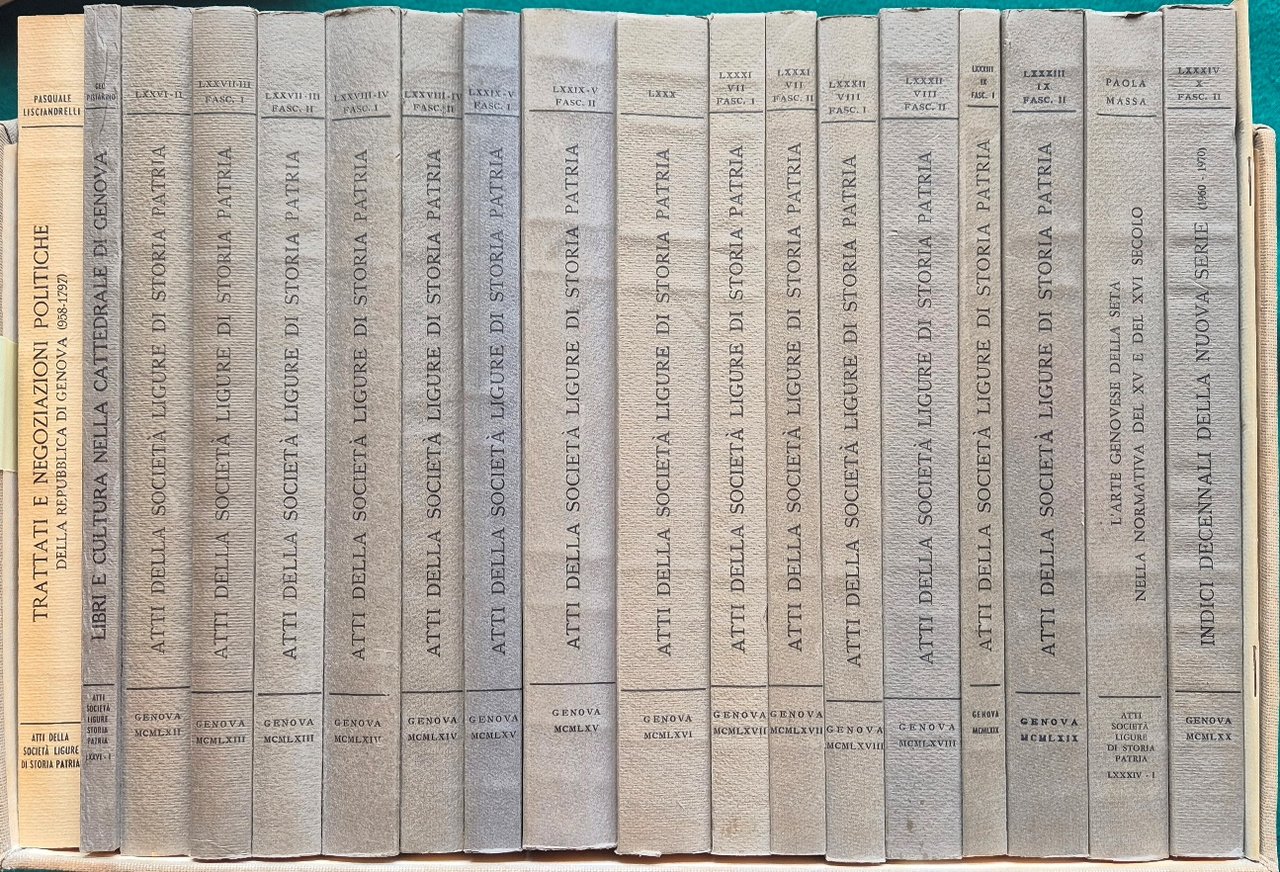 PASQUALE
LISCIANDRELLI
TRATTATI E NEGOZIAZIONI POLITICHE
DELLA REPUBBLICA DI GENOVA (958-1797)
ATTI DELLA
SOCIETÀ LIGURE
DI STORIA PATRIA
GEO
PISTARINO
LIBRI E CULTURA NELLA CATTEDRALE DI GENOVA
ATTI
SOCIETÀ
LIGURE
STORIA
PATRIA
LXXVI - I
LXXVI - II
ATTI DELLA SOCIETÀ LIGURE DI STORIA PATRIA
GENOVA
MCMLXII
LXXVII-III
FASC. I
ATTI DELLA SOCIETÀ LIGURE DI STORIA PATRIA
GENOVA
MCMLXIII
LXXVII - III
FASC. II
ATTI DELLA SOCIETÀ LIGURE DI STORIA PATRIA
GENOVA
MCMLXIII
LXXVIII-IV
FASC. I
ATTI DELLA SOCIETÀ LIGURE DI STORIA PATRIA
GENOVA
MCMLXIV
LXXVIII-IV
FASC. II
ATTI DELLA SOCIETÀ LIGURE DI STORIA PATRIA
GENOVA
MCMLXIV
LXXIX-V
FASC. I
ATTI DELLA SOCIETÀ LIGURE DI STORIA PATRIA
GENOVA
MCMLXV
LXXIX-V
FASC. II
ATTI DELLA SOCIETÀ LIGURE DI STORIA PATRIA
GENOVA
MCMLXV
LXXX
ATTI DELLA SOCIETÀ LIGURE DI STORIA PATRIA
GENOVA
MCMLXVI
LXXXI
VII
FASC. I
ATTI DELLA SOCIETÀ LIGURE DI STORIA PATRIA
GENOVA
MCMLXVII
LXXXI
VII
FASC. II
ATTI DELLA SOCIETÀ LIGURE DI STORIA PATRIA
GENOVA
MCMLXVII
LXXXII
VIII
FASC. I
ATTI DELLA SOCIETÀ LIGURE DI STORIA PATRIA
GENOVA
MCMLXVIII
LXXXII
VIII
FASC. II
ATTI DELLA SOCIETÀ LIGURE DI STORIA PATRIA
GENOVA
MCMLXVIII
LXXXIII
IX
FASC. I
ATTI DELLA SOCIETÀ LIGURE DI STORIA PATRIA
GENOVA
MCMLXIX
LXXXIII
IX
FASC. II
ATTI DELLA SOCIETÀ LIGURE DI STORIA PATRIA
GENOVA
MCMLXIX
PAOLA
MASSA
L'ARTE GENOVESE DELLA SETA
NELLA NORMATIVA DEL XV E DEL XVI SECOLO
ATTI
SOCIETÀ
LIGURE
DI STORIA
PATRIA
LXXXIV - I
LXXXIV
X
FASC. II
INDICI DECENNALI DELLA NUOVA SERIE (1960 - 1970)
GENOVA
MCMLXX